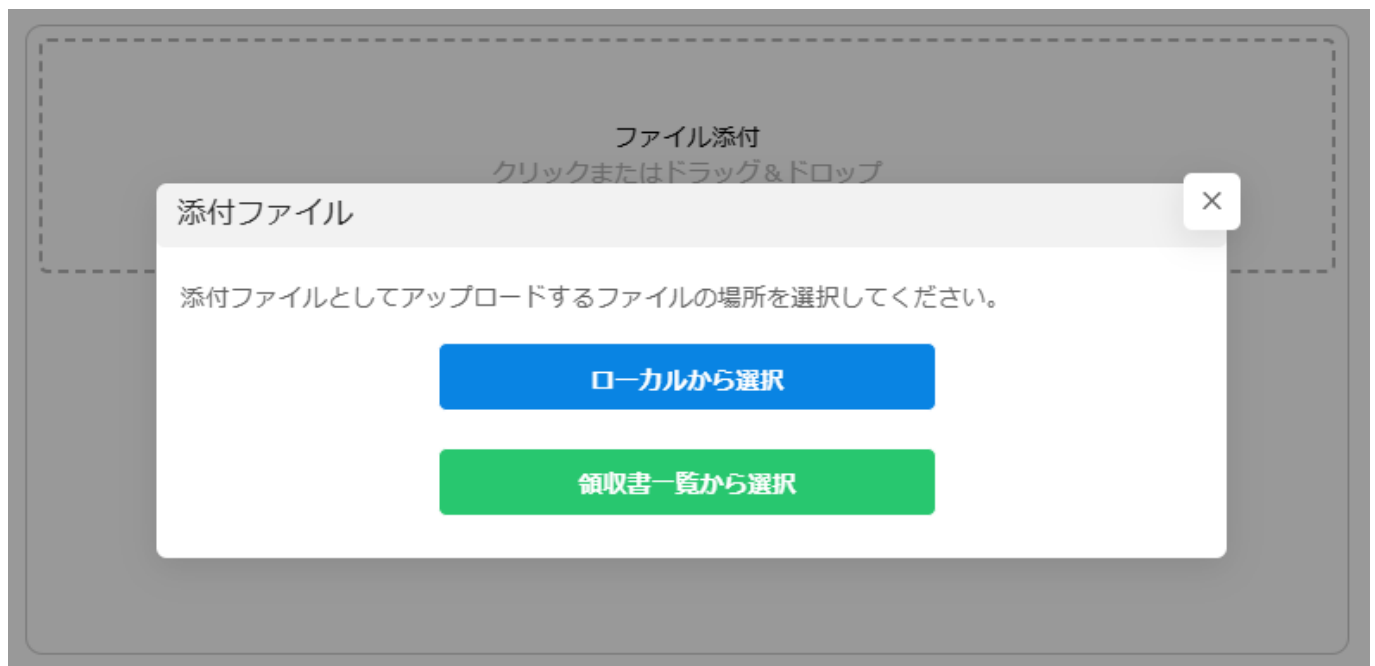 ファイル添付
クリックまたはドラッグ&ドロップ
添付ファイル
添付ファイルとしてアップロードするファイルの場所を選択してください。
ローカルから選択
領収書一覧から選択